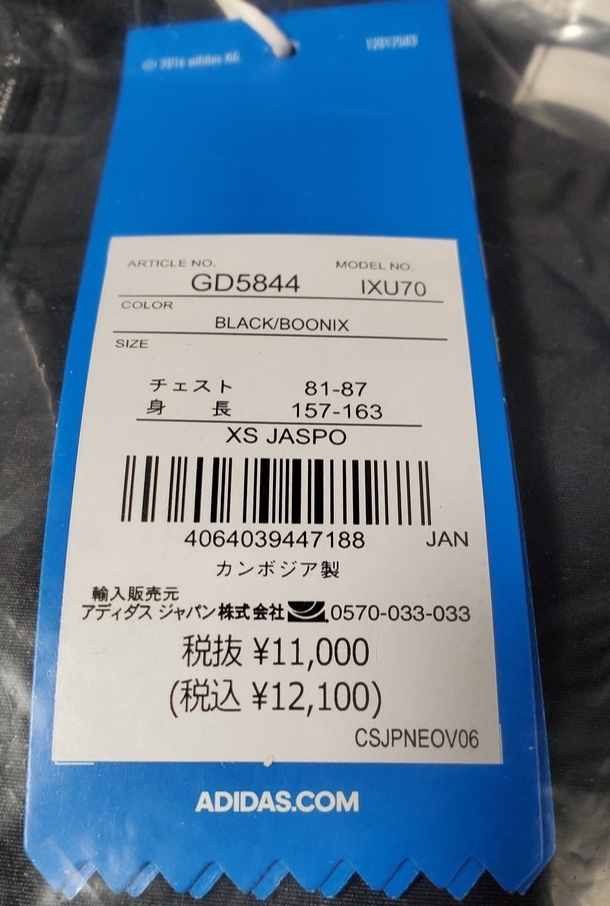 © 2016 adidas AG.
ARTICLE NO. MODEL NO.
GD5844 IXU70
COLOR
BLACK/BOONIX
SIZE
チェスト 81-87
身 長 157-163
XS JASPO
4064039447188 JAN
カンボジア製
輸入販売元
アディダス ジャパン株式会社 0570-033-033
税抜 ¥11,000
(税込 ¥12,100)
CSJPNEOV06
ADIDAS.COM